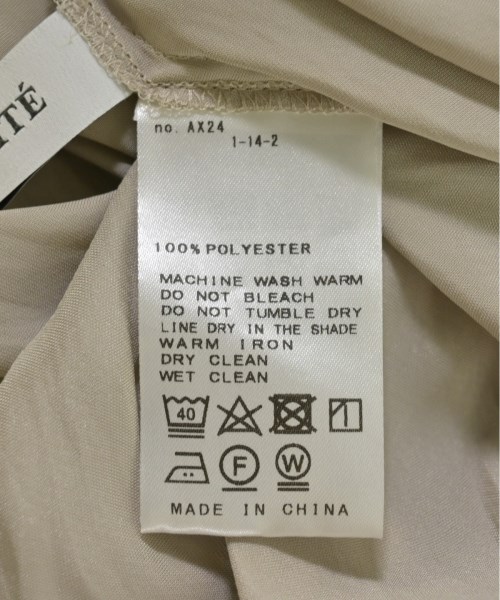 ITÉ
no. AX24
1-14-2
100% POLYESTER
MACHINE WASH WARM
DO NOT BLEACH
DO NOT TUMBLE DRY
LINE DRY IN THE SHADE
WARM IRON
DRY CLEAN
WET CLEAN
40
F W
MADE IN CHINA